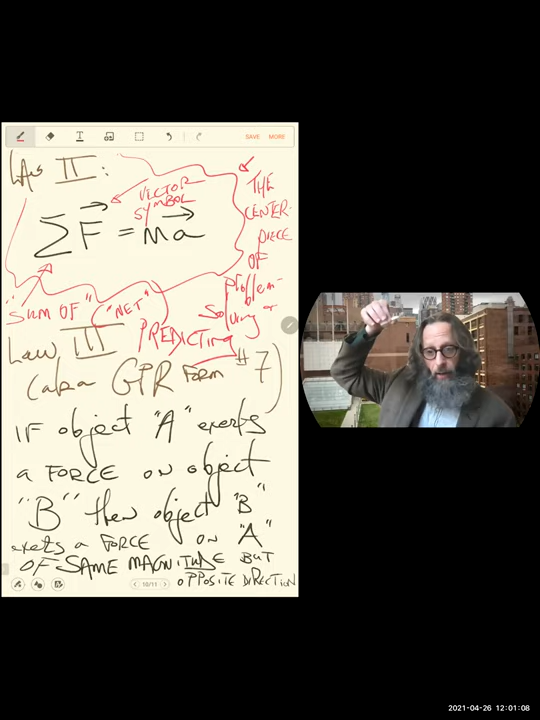 SAVE MORE
LAW II:
VECTOR
SYMBOL
ΣF = ma
THE
CENTER-
PIECE
OF
Problem-
Solving or
PREDICTING
"SUM OF" ("NET")
Law III
(aka GPR FORM #7)
IF object "A" exerts
a FORCE ON object
"B" then object "B"
exerts a FORCE ON "A"
OF SAME MAGNITUDE BUT
OPPOSITE DIRECTION
10/11
2021-04-26 12:01:08